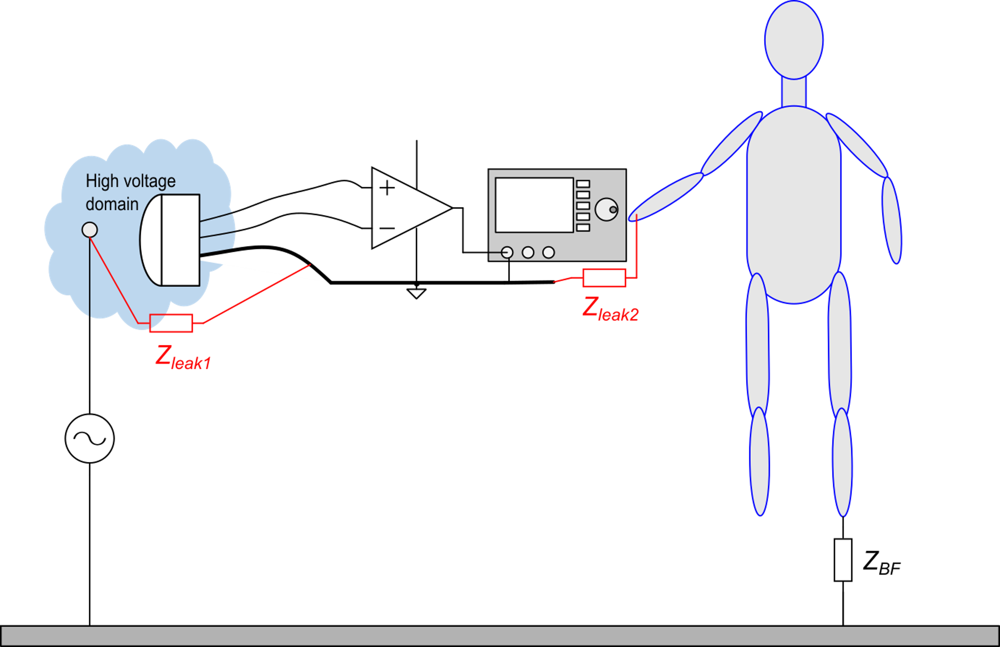 High voltage
domain
+
−
Zleak1
Zleak2
ZBF